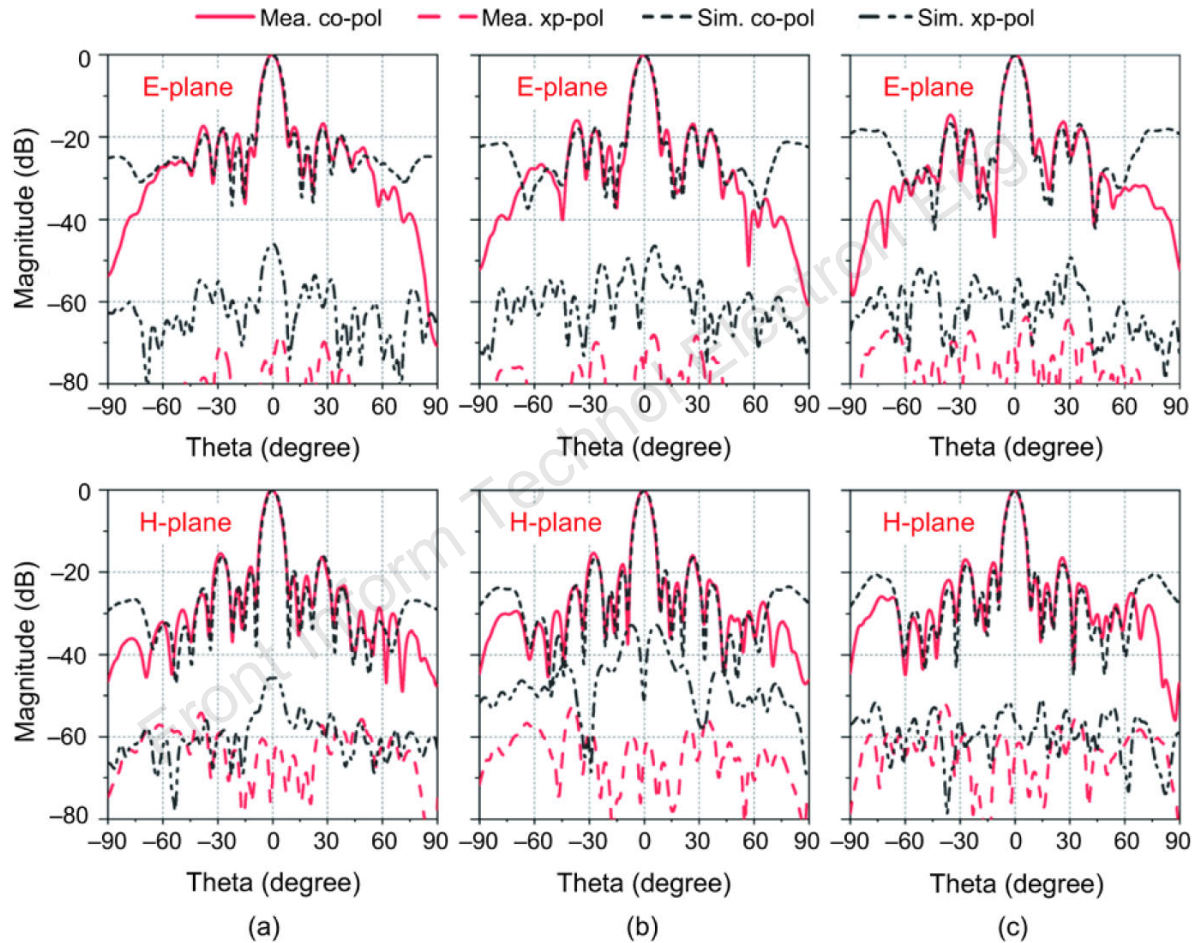 Mea. co-pol Mea. xp-pol Sim. co-pol Sim. xp-pol
0
–20
–40
–60
–80
Magnitude (dB)
E-plane
–90 –60 –30 0 30 60 90
Theta (degree)
E-plane
–90 –60 –30 0 30 60 90
Theta (degree)
E-plane
–90 –60 –30 0 30 60 90
Theta (degree)
0
–20
–40
–60
–80
Magnitude (dB)
H-plane
–90 –60 –30 0 30 60 90
Theta (degree)
(a)
H-plane
–90 –60 –30 0 30 60 90
Theta (degree)
(b)
H-plane
–90 –60 –30 0 30 60 90
Theta (degree)
(c)
Front Inform Technol Electron Eng